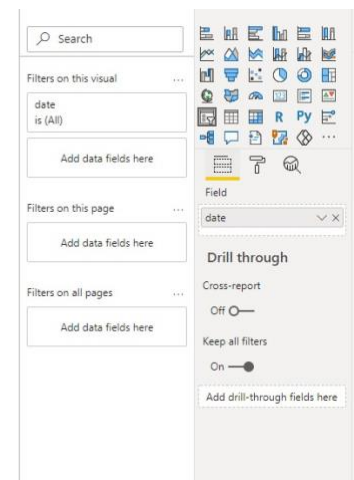 Search
Filters on this visual ...
date
is (All)
Add data fields here
Filters on this page ...
Add data fields here
Filters on all pages ...
Add data fields here
R Py
...
Field
date
Drill through
Cross-report
Off
Keep all filters
On
Add drill-through fields here